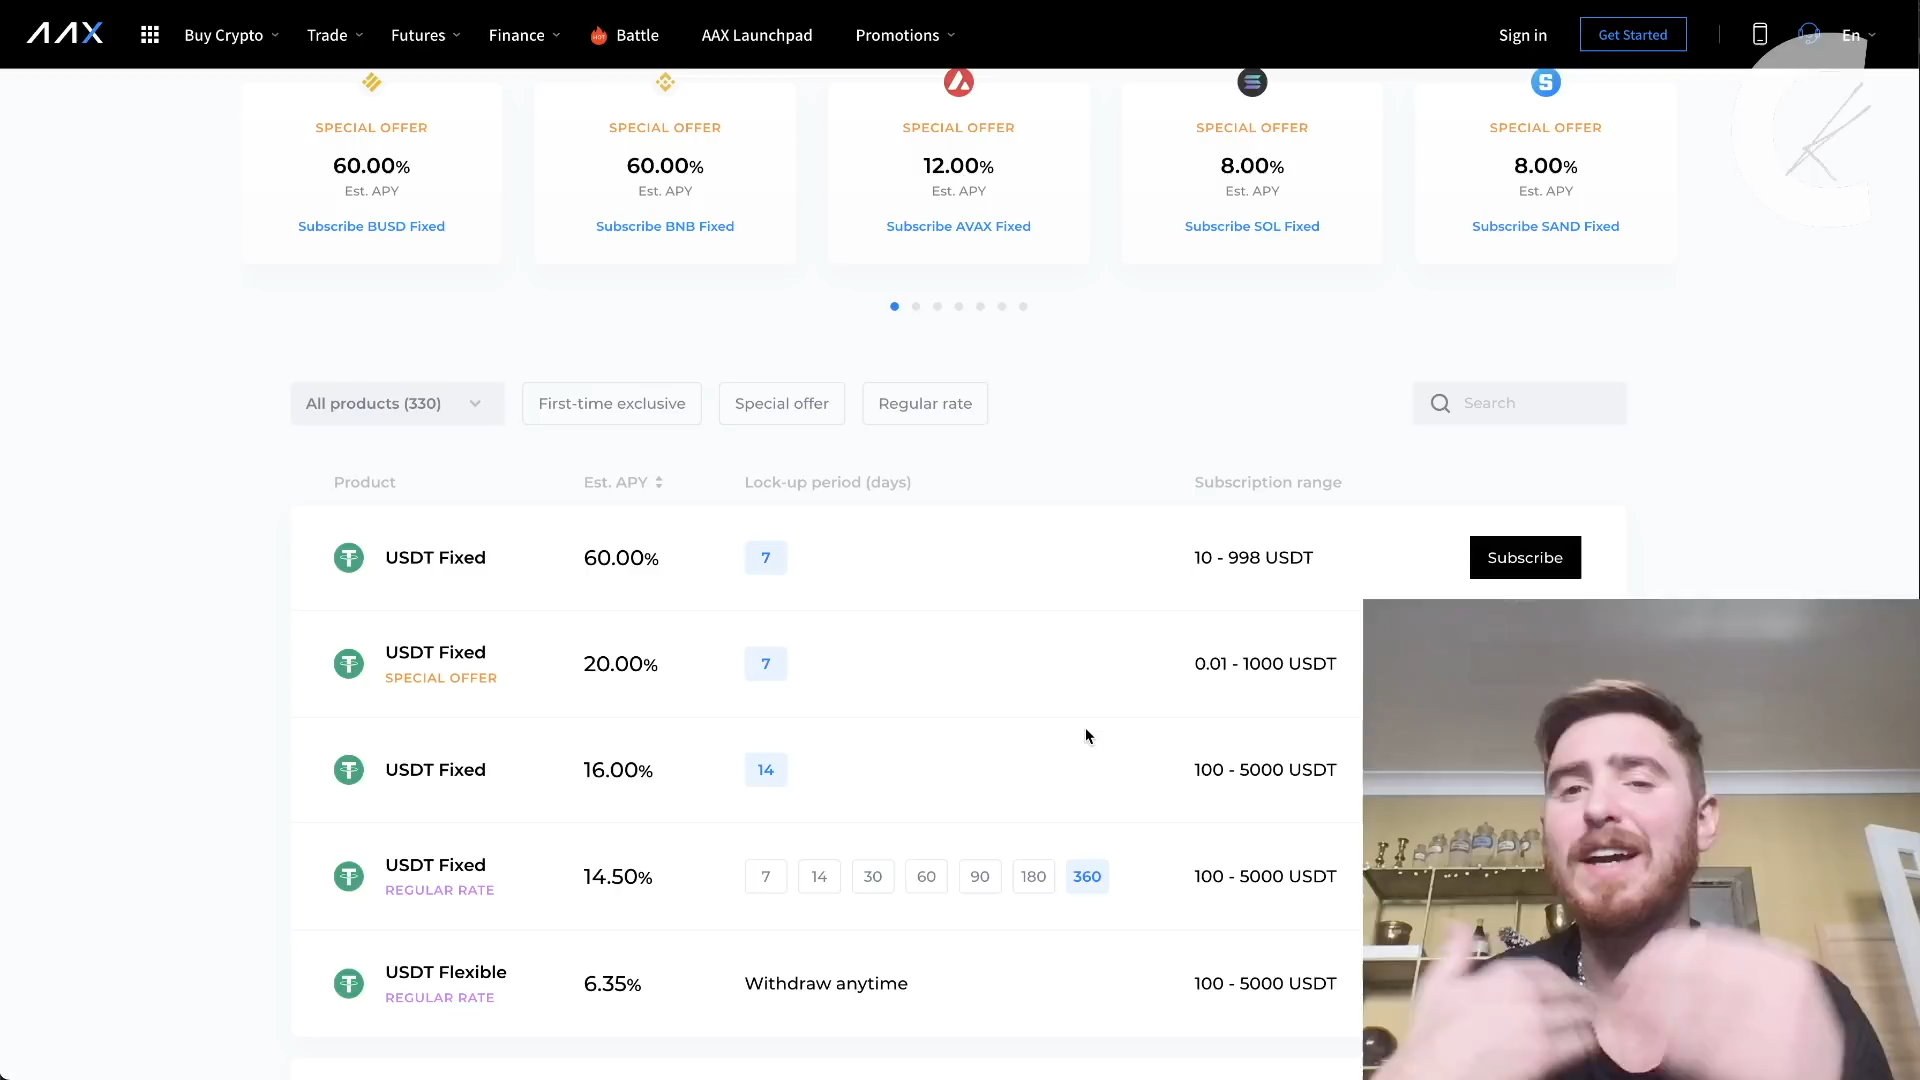 AAX
Buy Crypto
Trade
Futures
Finance
HOT
Battle
AAX Launchpad
Promotions
Sign in
Get Started
En
SPECIAL OFFER
60.00%
Est. APY
Subscribe BUSD Fixed
SPECIAL OFFER
60.00%
Est. APY
Subscribe BNB Fixed
SPECIAL OFFER
12.00%
Est. APY
Subscribe AVAX Fixed
SPECIAL OFFER
8.00%
Est. APY
Subscribe SOL Fixed
S
SPECIAL OFFER
8.00%
Est. APY
Subscribe SAND Fixed
All products (330)
First-time exclusive
Special offer
Regular rate
Search
Product
Est. APY
Lock-up period (days)
Subscription range
USDT Fixed
60.00%
7
10 - 998 USDT
Subscribe
USDT Fixed
SPECIAL OFFER
20.00%
7
0.01 - 1000 USDT
USDT Fixed
16.00%
14
100 - 5000 USDT
USDT Fixed
REGULAR RATE
14.50%
7 14 30 60 90 180 360
100 - 5000 USDT
USDT Flexible
REGULAR RATE
6.35%
Withdraw anytime
100 - 5000 USDT